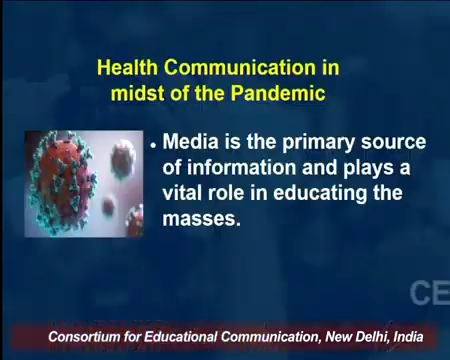 Health Communication in
midst of the Pandemic
• Media is the primary source
of information and plays a
vital role in educating the
masses.
CE
Consortium for Educational Communication, New Delhi, India